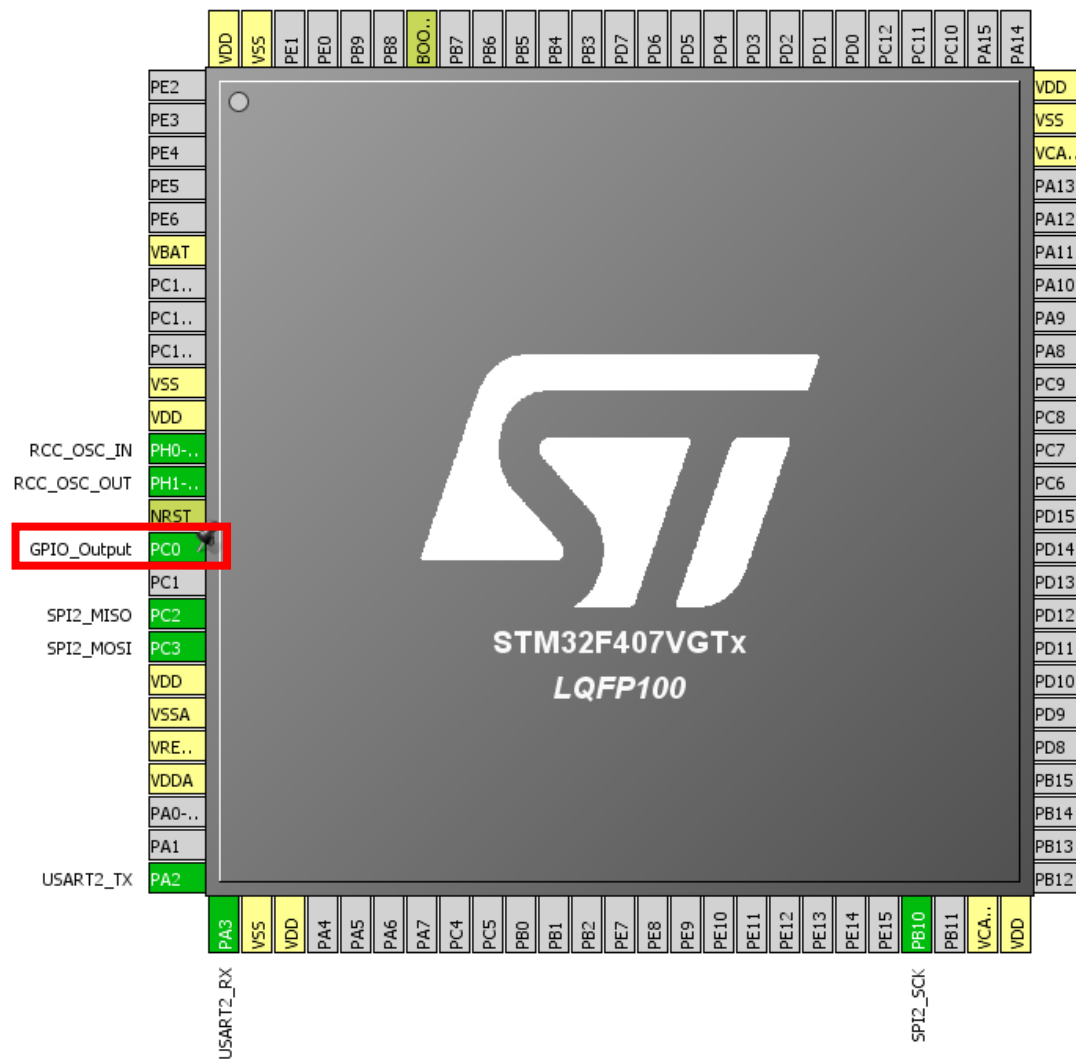 VDD
VSS
PE1
PE0
PB9
PB8
BOO..
PB7
PB6
PB5
PB4
PB3
PD7
PD6
PD5
PD4
PD3
PD2
PD1
PD0
PC12
PC11
PC10
PA15
PA14
PE2
PE3
PE4
PE5
PE6
VBAT
PC1..
PC1..
PC1..
VSS
VDD
RCC_OSC_IN PH0-..
RCC_OSC_OUT PH1-..
NRST
GPIO_Output PC0
PC1
SPI2_MISO PC2
SPI2_MOSI PC3
VDD
VSSA
VRE..
VDDA
PA0-..
PA1
USART2_TX PA2
STM32F407VGTx
LQFP100
VDD
VSS
VCA..
PA13
PA12
PA11
PA10
PA9
PA8
PC9
PC8
PC7
PC6
PD15
PD14
PD13
PD12
PD11
PD10
PD9
PD8
PB15
PB14
PB13
PB12
PA3
VSS
VDD
PA4
PA5
PA6
PA7
PC4
PC5
PB0
PB1
PB2
PE7
PE8
PE9
PE10
PE11
PE12
PE13
PE14
PE15
PB10
PB11
VCA..
VDD
USART2_RX
SPI2_SCK